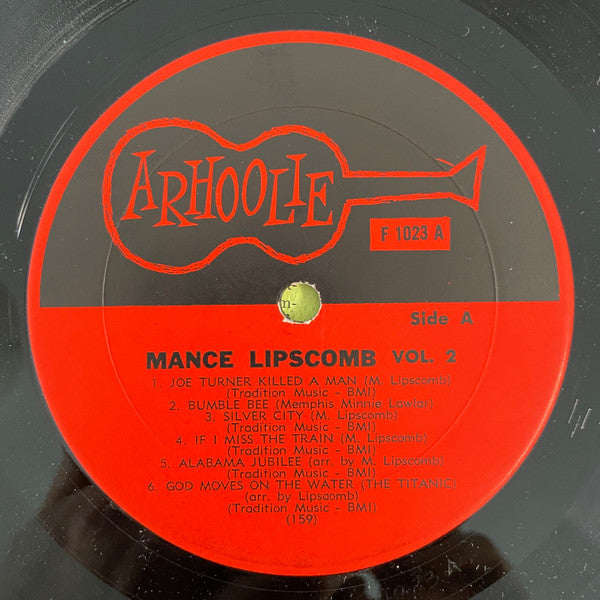 ARHOOLIE
F 1023 A
Side A
MANCE LIPSCOMB VOL. 2
1. JOE TURNER KILLED A MAN (M. Lipscomb)
(Tradition Music - BMI)
2. BUMBLE BEE (Memphis Minnie Lawlar)
3. SILVER CITY (M. Lipscomb)
(Tradition Music - BMI)
4. IF I MISS THE TRAIN (M. Lipscomb)
(Tradition Music - BMI)
5. ALABAMA JUBILEE (arr. by M. Lipscomb)
(Tradition Music - BMI)
6. GOD MOVES ON THE WATER (THE TITANIC)
(arr. by Lipscomb)
(Tradition Music - BMI)
(159)